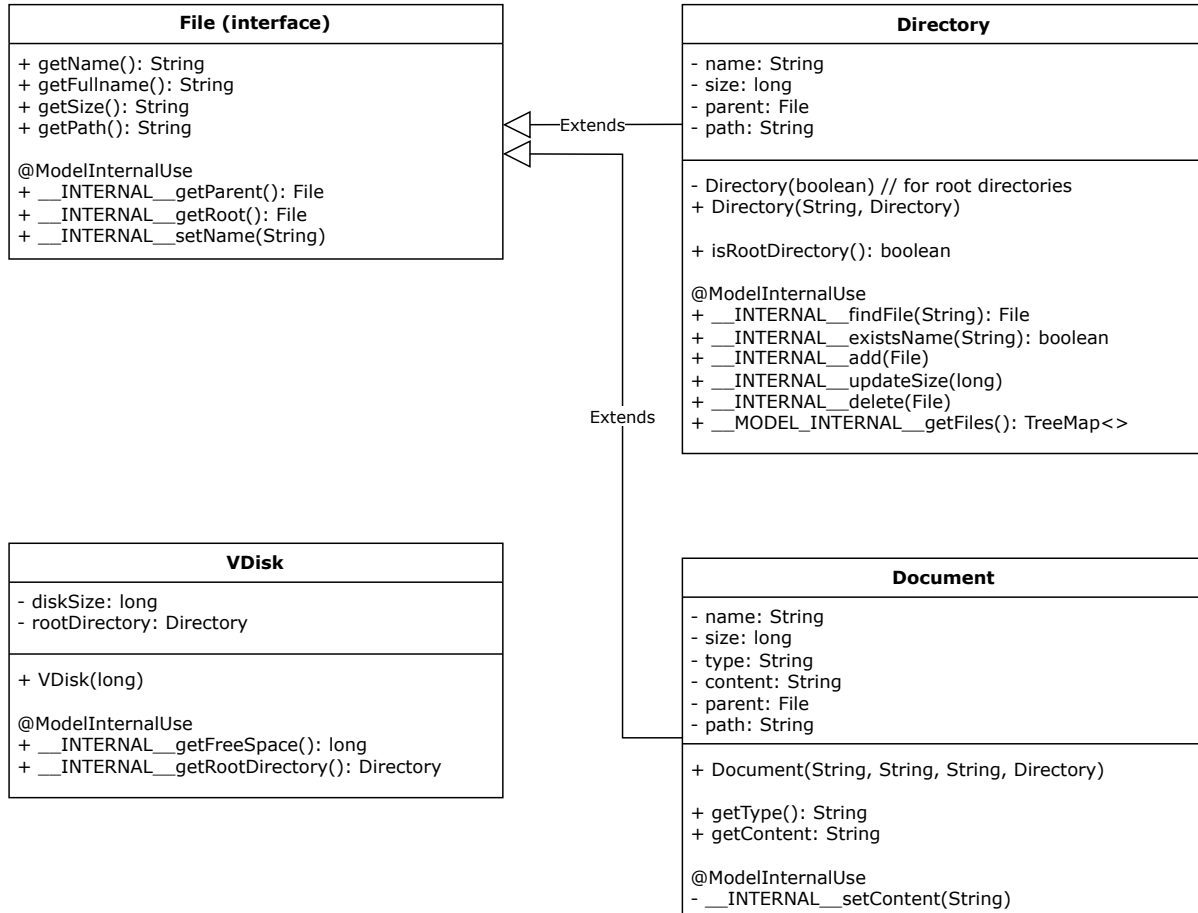 File (interface)
+ getName(): String
+ getFullname(): String
+ getSize(): String
+ getPath(): String
@ModelInternalUse
+ __INTERNAL__getParent(): File
+ __INTERNAL__getRoot(): File
+ __INTERNAL__setName(String)
Extends
Extends
Directory
- name: String
- size: long
- parent: File
- path: String
- Directory(boolean) // for root directories
+ Directory(String, Directory)
+ isRootDirectory(): boolean
@ModelInternalUse
+ __INTERNAL__findFile(String): File
+ __INTERNAL__existsName(String): boolean
+ __INTERNAL__add(File)
+ __INTERNAL__updateSize(long)
+ __INTERNAL__delete(File)
+ __MODEL_INTERNAL__getFiles(): TreeMap<>
VDisk
- diskSize: long
- rootDirectory: Directory
+ VDisk(long)
@ModelInternalUse
+ __INTERNAL__getFreeSpace(): long
+ __INTERNAL__getRootDirectory(): Directory
Document
- name: String
- size: long
- type: String
- content: String
- parent: File
- path: String
+ Document(String, String, String, Directory)
+ getType(): String
+ getContent: String
@ModelInternalUse
- __INTERNAL__setContent(String)